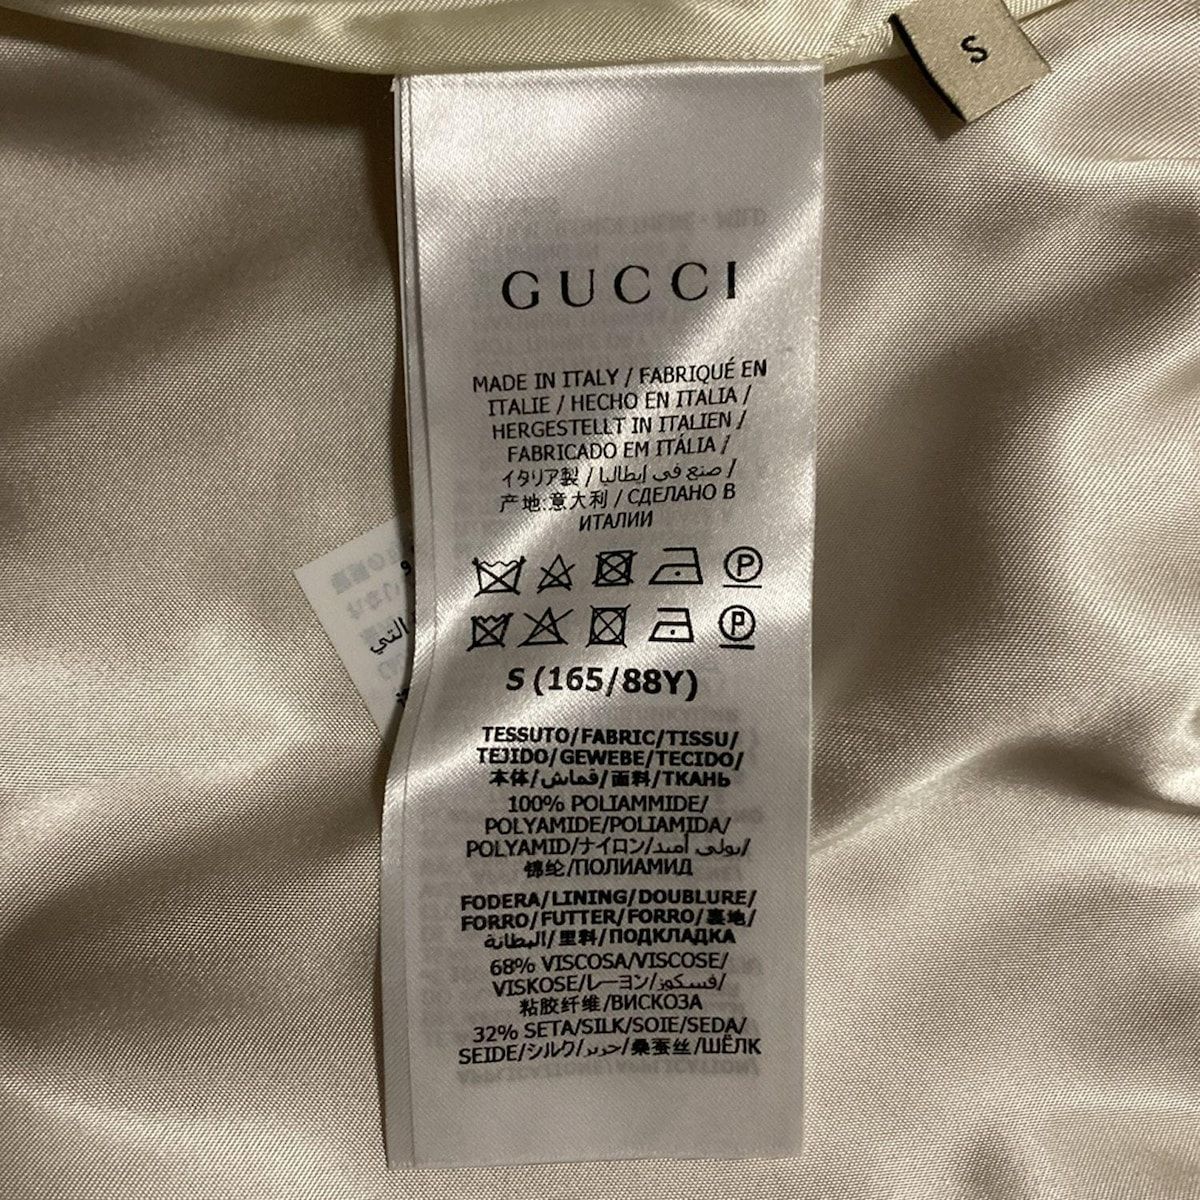 S
GUCCI
MADE IN ITALY / FABRIQUÉ EN
ITALIE / HECHO EN ITALIA /
HERGESTELLT IN ITALIEN /
FABRICADO EM ITÁLIA /
イタリア製 / صنع في إيطاليا /
产地:意大利 / СДЕЛАНО В
ИТАЛИИ
P
P
S (165/88Y)
TESSUTO/FABRIC/TISSU/
TEJIDO/GEWEBE/TECIDO/
本体/قماش/面料/ТКАНЬ
100% POLIAMMIDE/
POLYAMIDE/POLIAMIDA/
POLYAMID/ナイロン/بولي أميد/
锦纶/ПОЛИАМИД
FODERA/LINING/DOUBLURE/
FORRO/FUTTER/FORRO/裏地/
البطانة/里料/ПОДКЛАДКА
68% VISCOSA/VISCOSE/
VISKOSE/レーヨン/فسكوز/
粘胶纤维/ВИСКОЗА
32% SETA/SILK/SOIE/SEDA/
SEIDE/シルク/حرير/桑蚕丝/ШЁЛК
التي